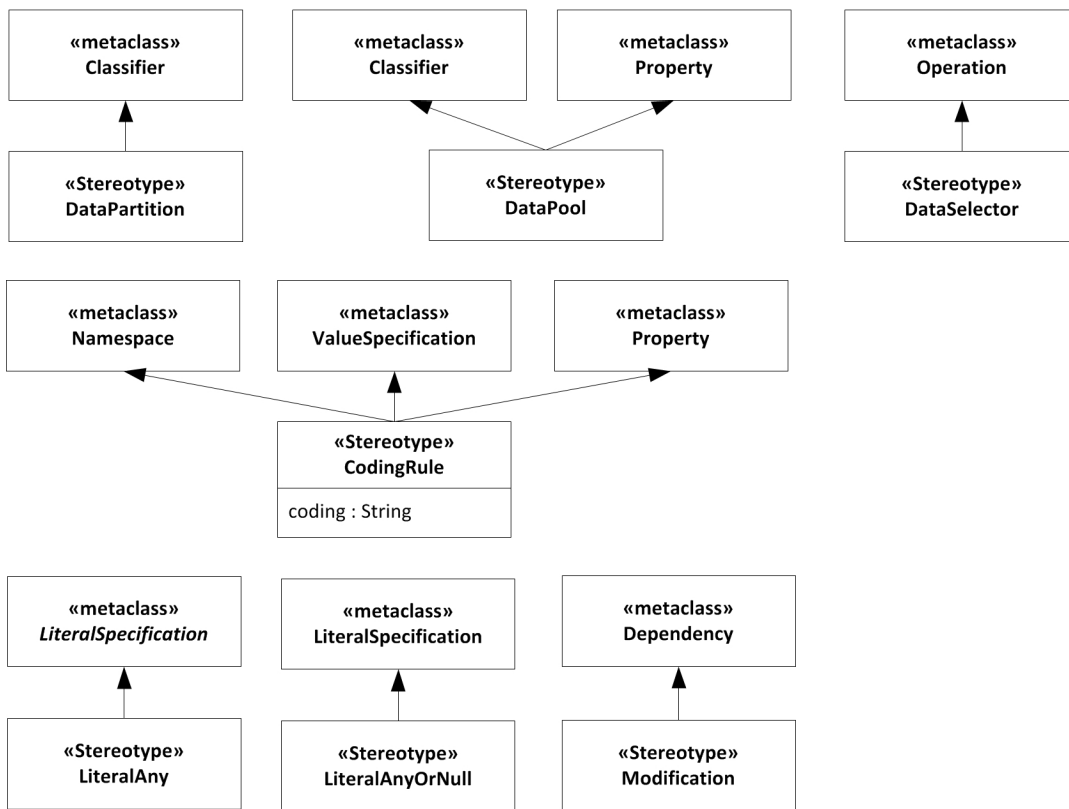 «metaclass»
Classifier
«metaclass»
Classifier
«metaclass»
Property
«metaclass»
Operation
«Stereotype»
DataPartition
«Stereotype»
DataPool
«Stereotype»
DataSelector
«metaclass»
Namespace
«metaclass»
ValueSpecification
«metaclass»
Property
«Stereotype»
CodingRule
coding : String
«metaclass»
LiteralSpecification
«metaclass»
LiteralSpecification
«metaclass»
Dependency
«Stereotype»
LiteralAny
«Stereotype»
LiteralAnyOrNull
«Stereotype»
Modification